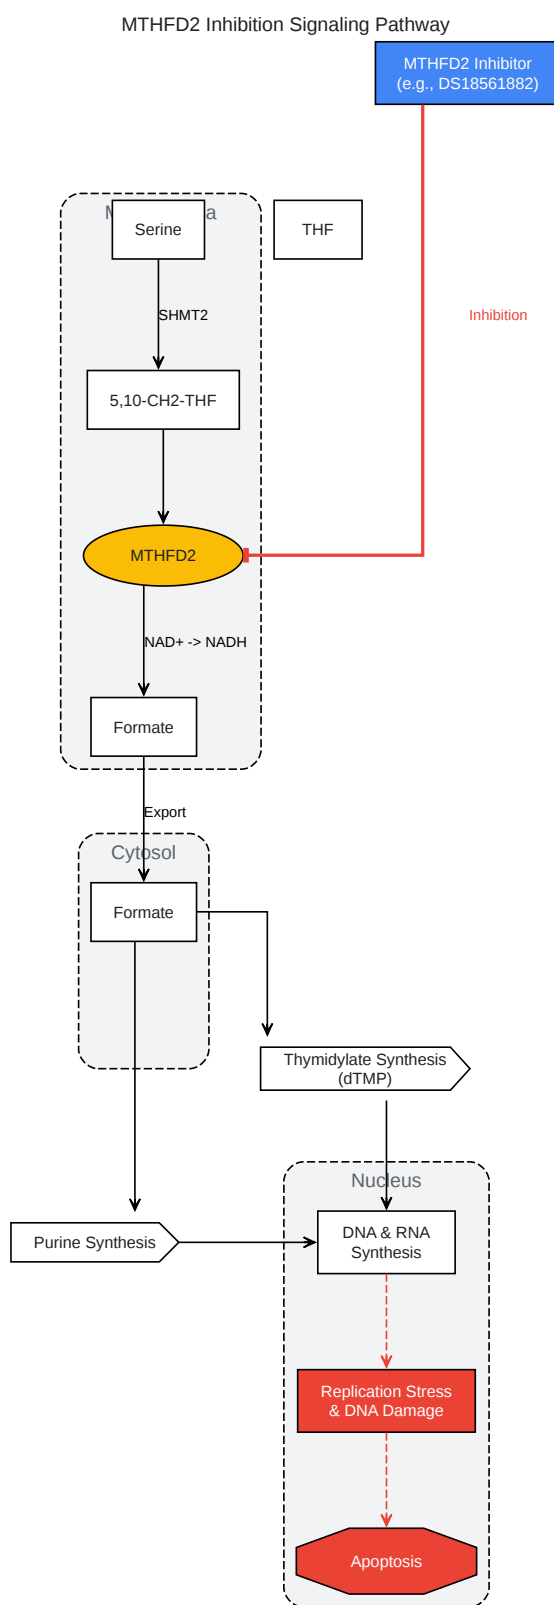 MTHFD2 Inhibition Signaling Pathway
MTHFD2 Inhibitor
(e.g., DS18561882)
Serine
THF
SHMT2
Inhibition
5,10-CH2-THF
MTHFD2
NAD+ -> NADH
Formate
Export
Cytosol
Formate
Thymidylate Synthesis
(dTMP)
Nucleus
Purine Synthesis
DNA & RNA
Synthesis
Replication Stress
& DNA Damage
Apoptosis